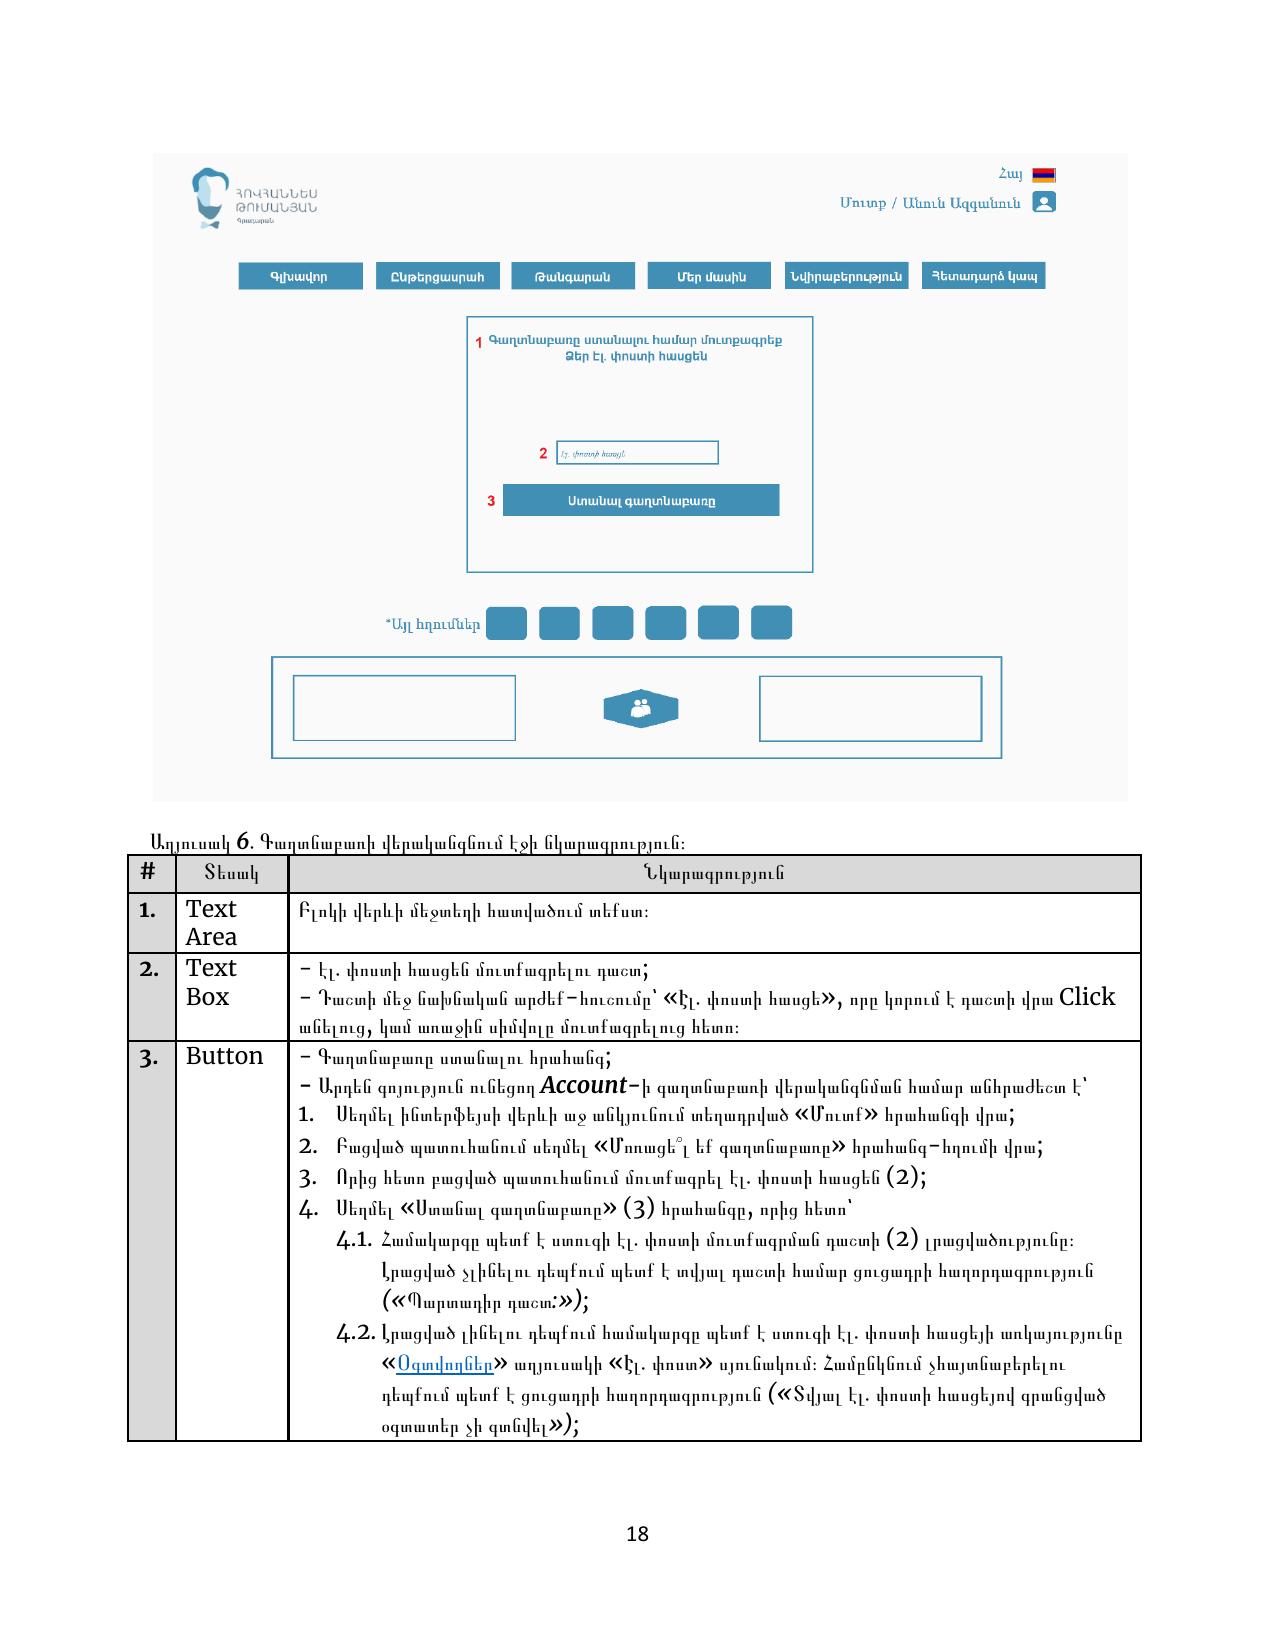 Հայ
ՀՈՎՀԱՆՆԵՍ
ԹՈՒՄԱՆՅԱՆ
Գրադարան
Մուտք / Անուն Ազգանուն
Գլխավոր Ընթերցասրահ Թանգարան Մեր մասին Նվիրաբերություն Հետադարձ կապ
1 Գաղտնաբառը ստանալու համար մուտքագրեք
Ձեր էլ. փոստի հասցեն
2 էլ. փոստի հասցե
3 Ստանալ գաղտնաբառը
*Այլ հղումներ
Աղյուսակ 6. Գաղտնաբառի վերականգնում էջի նկարագրություն։
# Տեսակ Նկարագրություն
1. Text Area Բլոկի վերևի մեջտեղի հատվածում տեքստ։
2. Text Box – էլ. փոստի հասցեն մուտքագրելու դաշտ;
– Դաշտի մեջ նախնական արժեք-հուշումը՝ «Էլ. փոստի հասցե», որը կորում է դաշտի վրա Click
անելուց, կամ առաջին սիմվոլը մուտքագրելուց հետո։
3. Button – Գաղտնաբառը ստանալու հրահանգ;
– Արդեն գոյություն ունեցող Account-ի գաղտնաբառի վերականգնման համար անհրաժեշտ է՝
1. Սեղմել ինտերֆեյսի վերևի աջ անկյունում տեղադրված «Մուտք» հրահանգի վրա;
2. Բացված պատուհանում սեղմել «Մոռացե՞լ եք գաղտնաբառը» հրահանգ-հղումի վրա;
3. Որից հետո բացված պատուհանում մուտքագրել էլ. փոստի հասցեն (2);
4. Սեղմել «Ստանալ գաղտնաբառը» (3) հրահանգը, որից հետո՝
4.1. Համակարգը պետք է ստուգի էլ. փոստի մուտքագրման դաշտի (2) լրացվածությունը։
Լրացված չլինելու դեպքում պետք է տվյալ դաշտի համար ցուցադրի հաղորդագրություն
(«Պարտադիր դաշտ:»);
4.2. Լրացված լինելու դեպքում համակարգը պետք է ստուգի էլ. փոստի հասցեյի առկայությունը
«Օգտվողներ» աղյուսակի «Էլ. փոստ» սյունակում։ Համընկնում չհայտնաբերելու
դեպքում պետք է ցուցադրի հաղորդագրություն («Տվյալ էլ. փոստի հասցեյով գրանցված
օգտատեր չի գտնվել»);
18